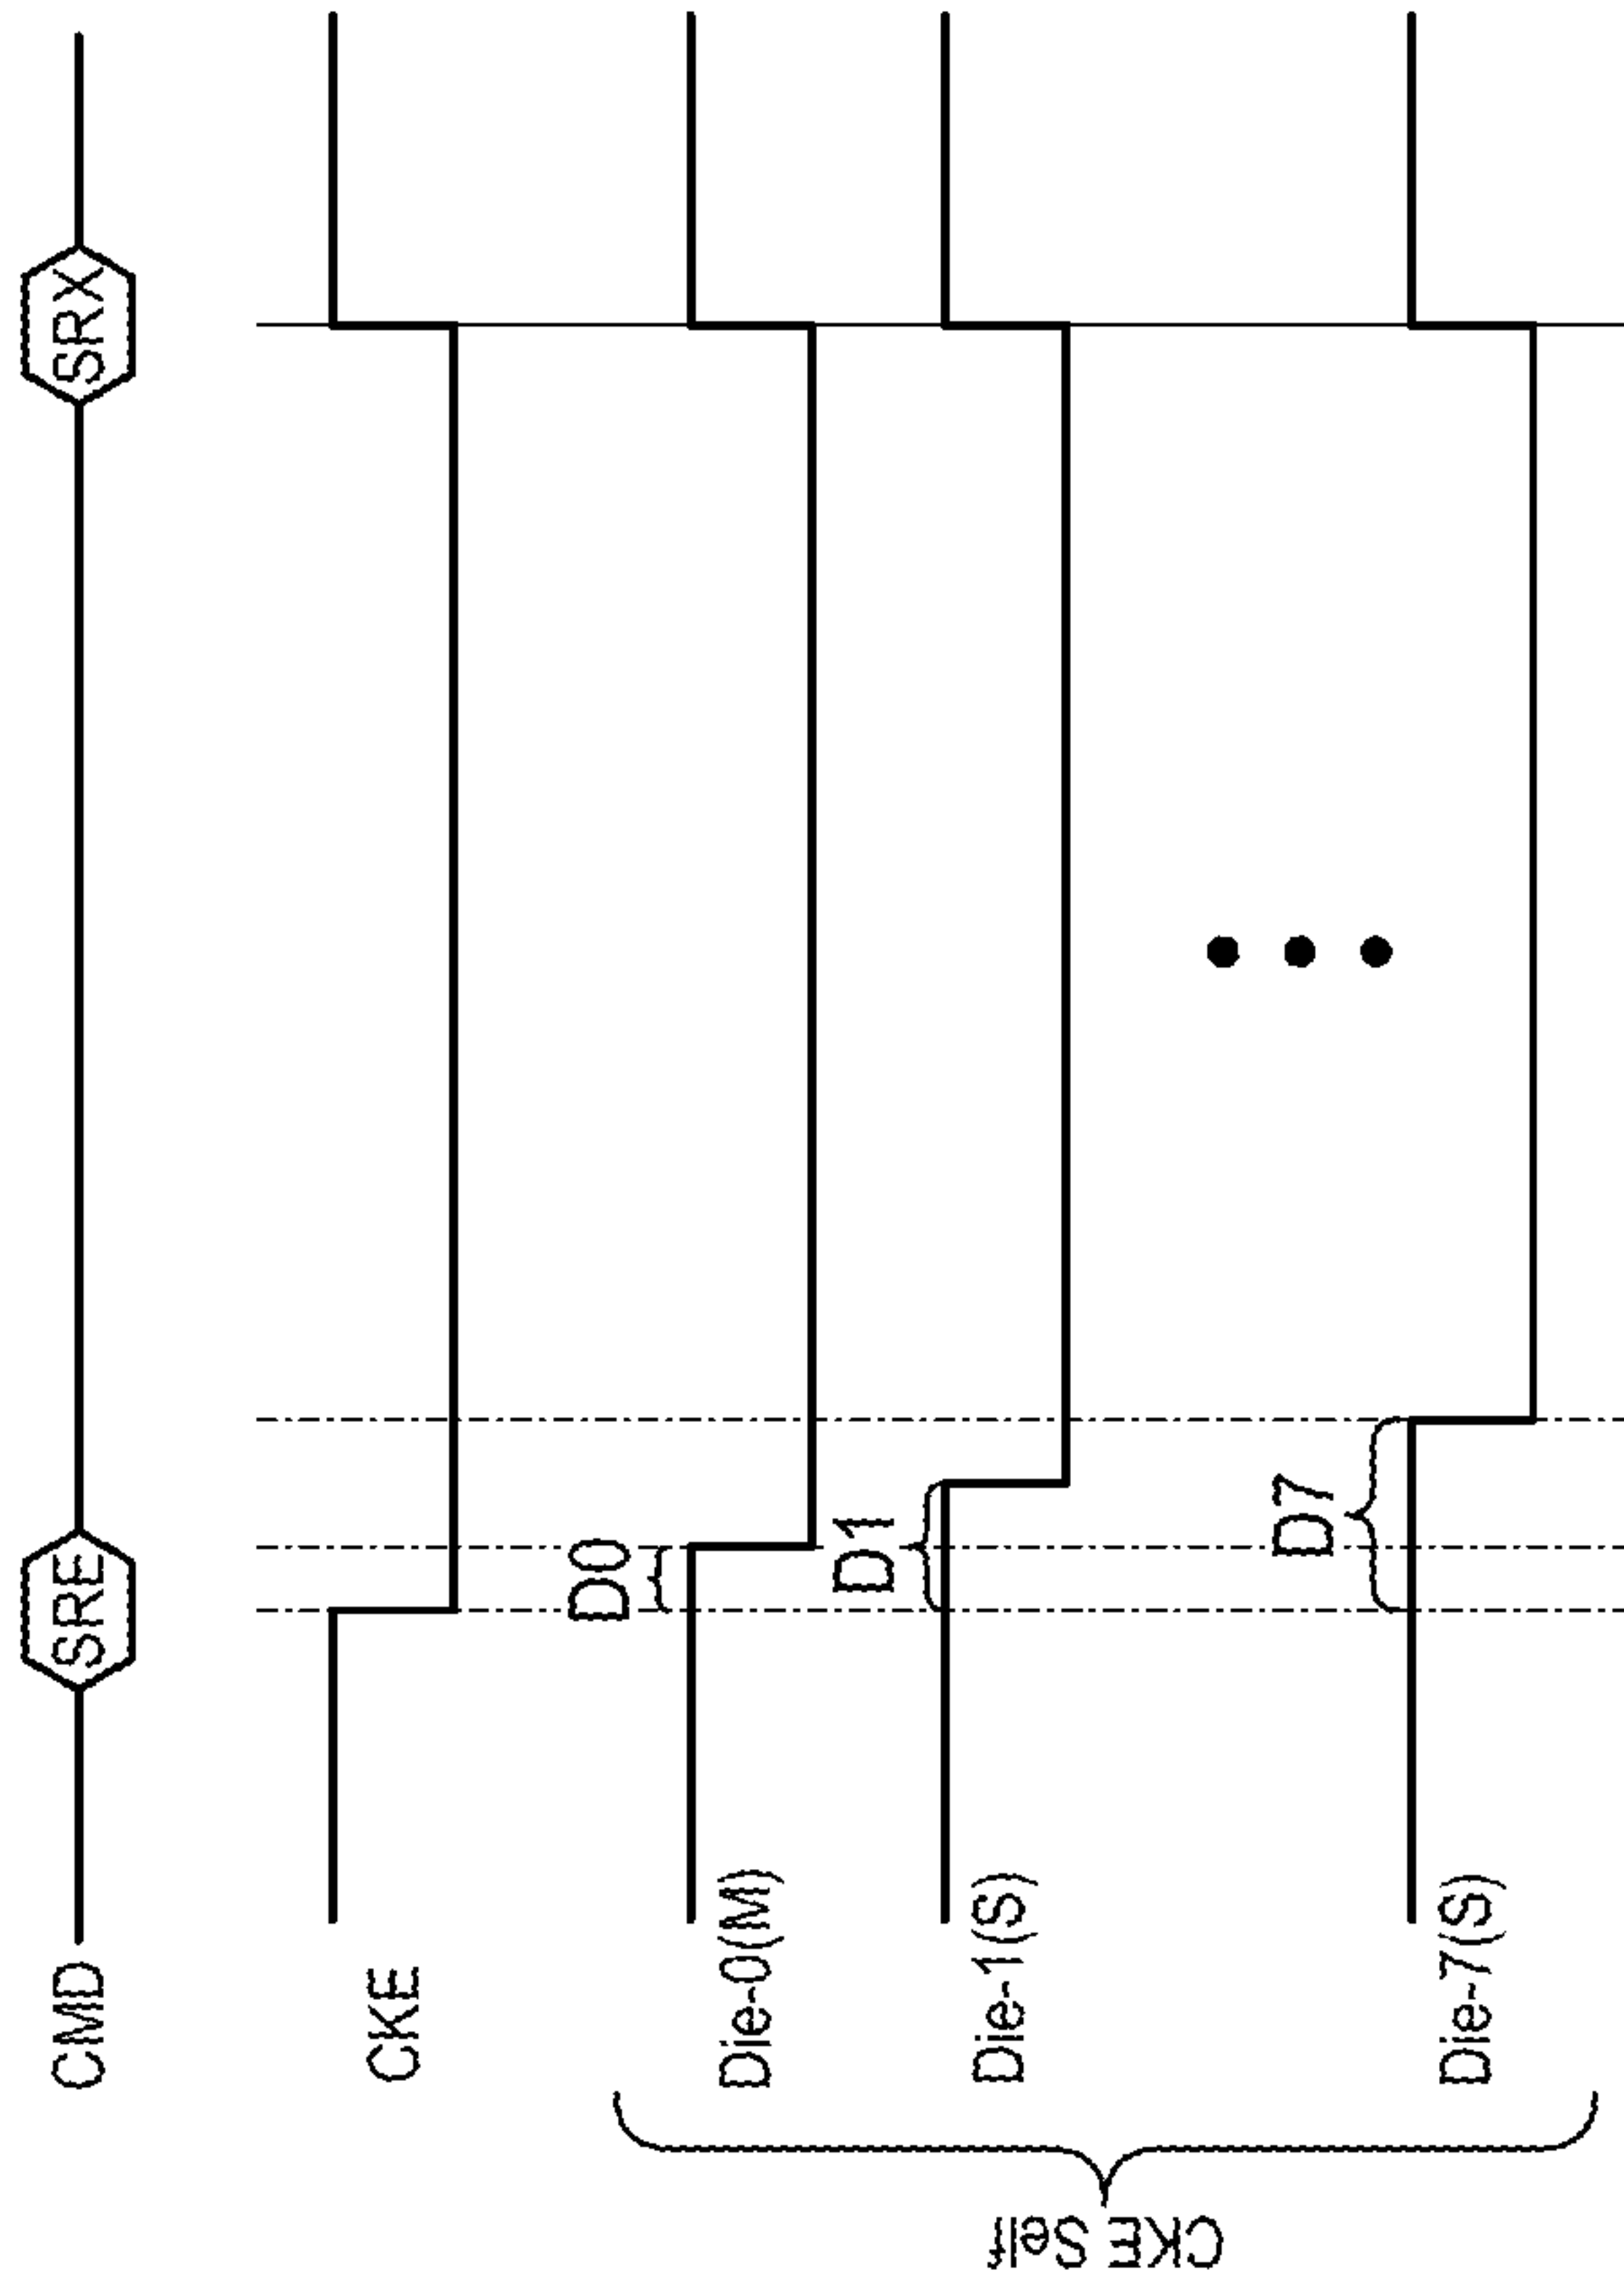 CMD
SRE
SRX
CKE
D0
Die-0(M)
D1
Die-1(S)
D7
Die-7(S)
CKE Self